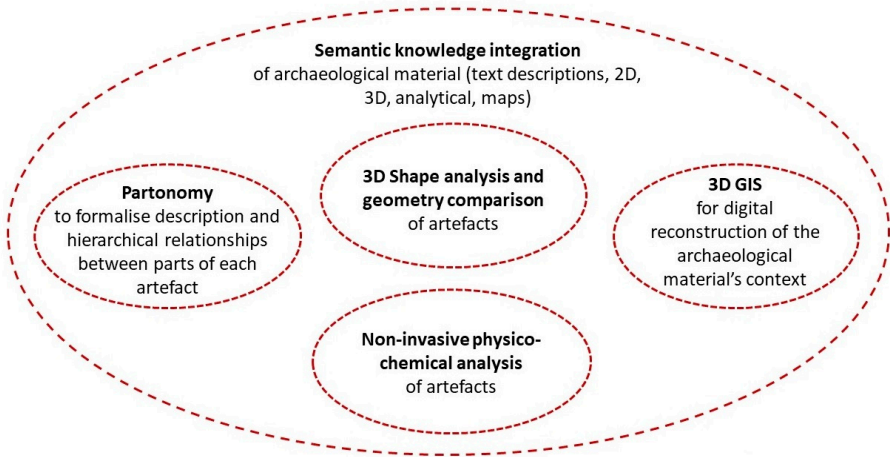 Semantic knowledge integration
of archaeological material (text descriptions, 2D,
3D, analytical, maps)
Partonomy
to formalise description and
hierarchical relationships
between parts of each
artefact
3D Shape analysis and
geometry comparison
of artefacts
3D GIS
for digital
reconstruction of the
archaeological
material's context
Non-invasive physico-
chemical analysis
of artefacts